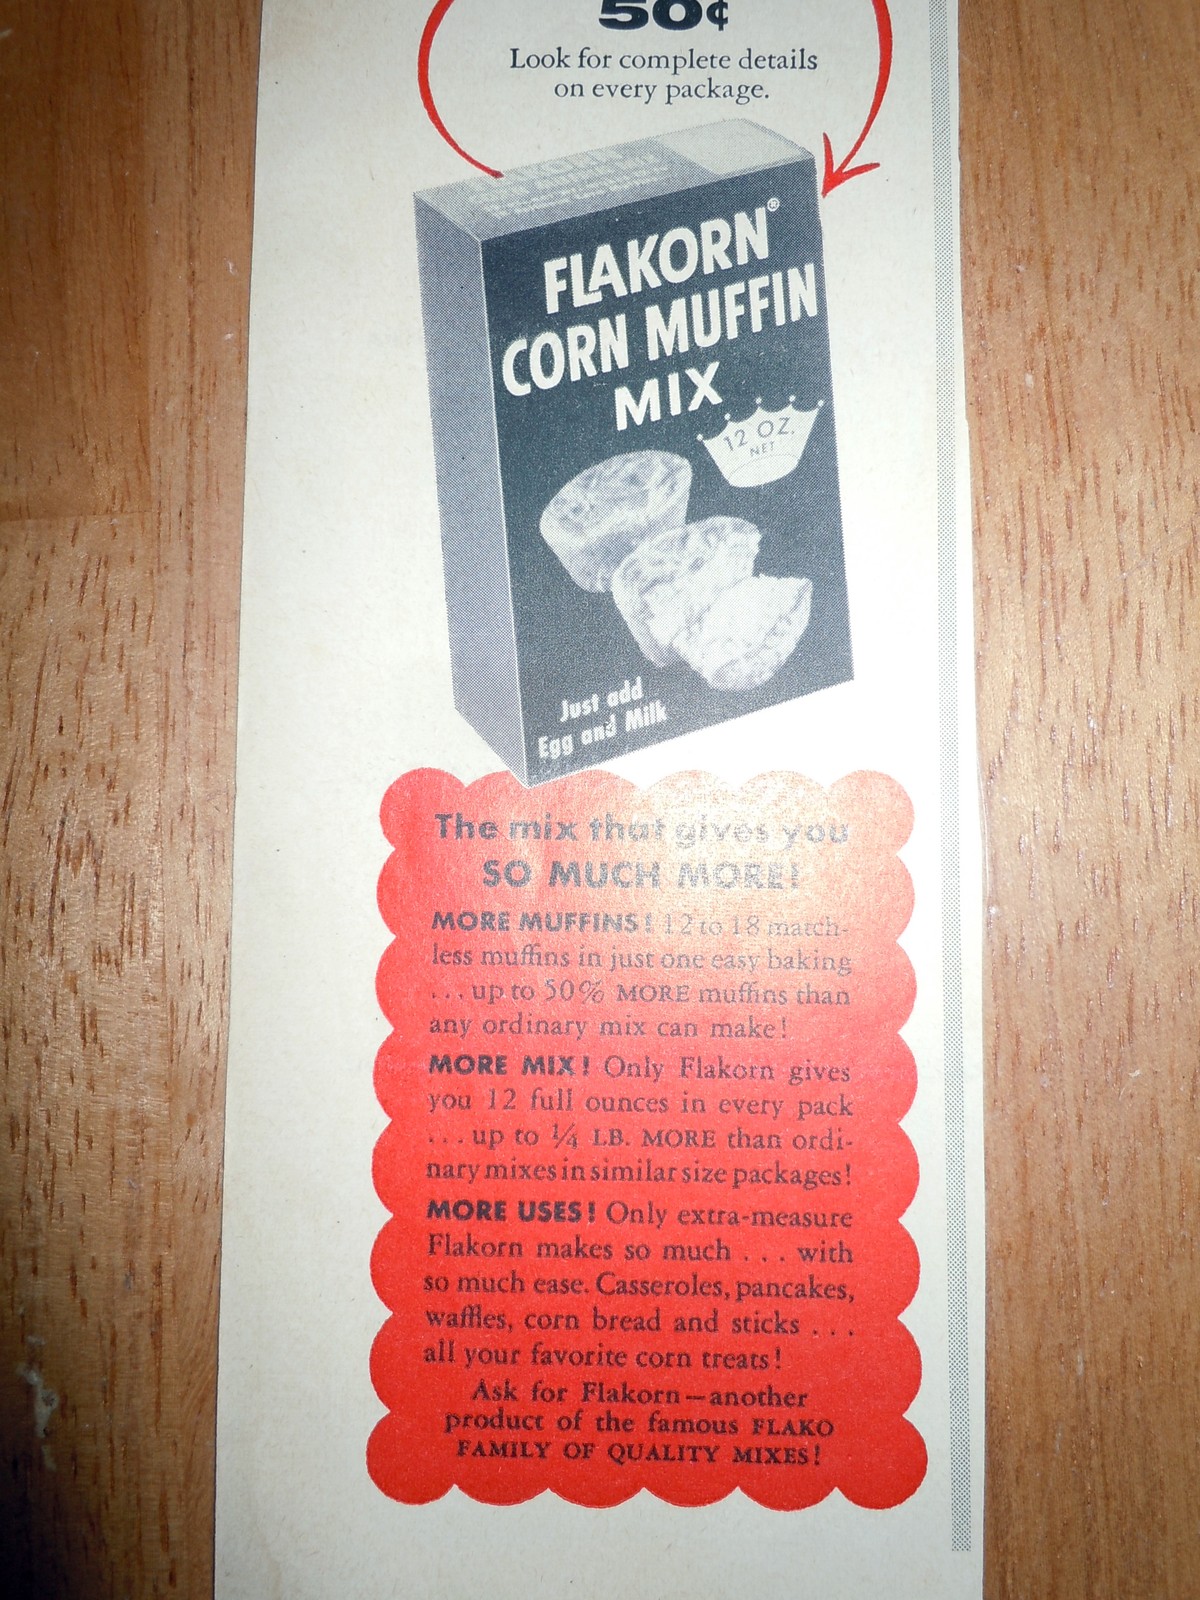 50¢
Look for complete details
on every package.
FLAKORN®
CORN MUFFIN
MIX
12 OZ.
NET
Just add
Egg and Milk
The mix that gives you
SO MUCH MORE!
MORE MUFFINS! 12 to 18 match-
less muffins in just one easy baking
...up to 50% MORE muffins than
any ordinary mix can make!
MORE MIX! Only Flakorn gives
you 12 full ounces in every pack
...up to ¼ LB. MORE than ordi-
nary mixes in similar size packages!
MORE USES! Only extra-measure
Flakorn makes so much ... with
so much ease. Casseroles, pancakes,
waffles, corn bread and sticks ...
all your favorite corn treats!
Ask for Flakorn—another
product of the famous FLAKO
FAMILY OF QUALITY MIXES!